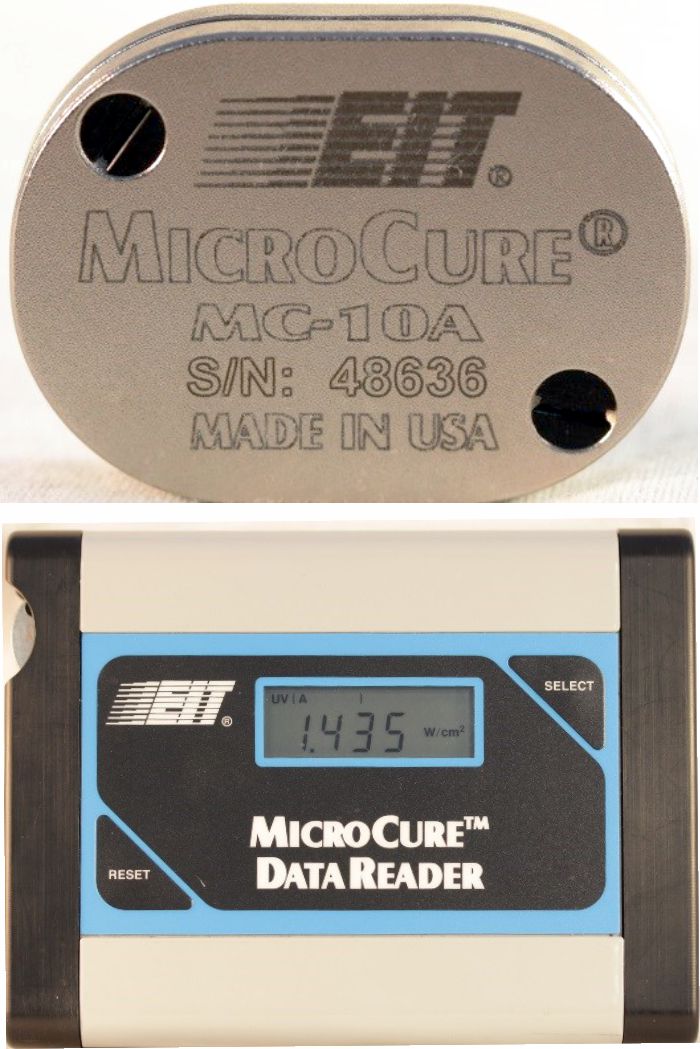 EIT®
MICROCURE®
MC-10A
S/N: 48636
MADE IN USA
EIT®
UV | A |
1.435 W/cm²
SELECT
MICROCURE™
DATA READER
RESET